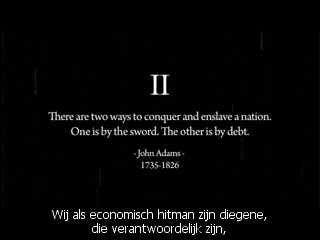 II
There are two ways to conquer and enslave a nation.
One is by the sword. The other is by debt.
- John Adams -
1735-1826
Wij als economisch hitman zijn diegene,
die verantwoordelijk zijn,